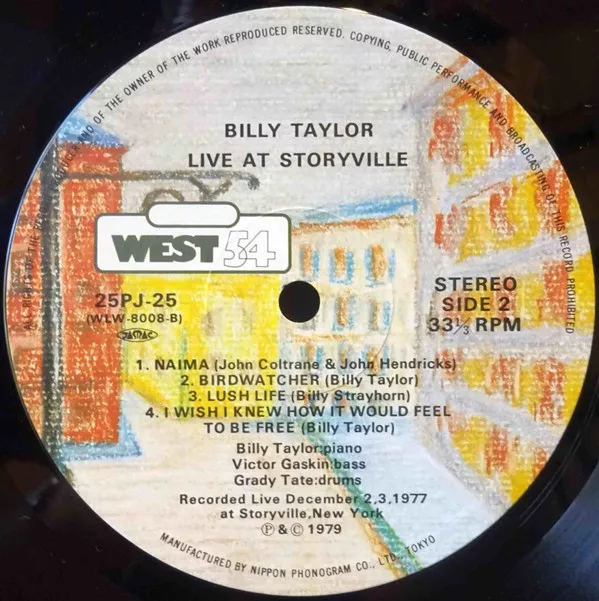 ALL RIGHTS OF THE PRODUCER AND OF THE OWNER OF THE WORK REPRODUCED RESERVED. COPYING, PUBLIC PERFORMANCE AND BROADCASTING OF THIS RECORD PROHIBITED
BILLY TAYLOR
LIVE AT STORYVILLE
WEST 54
25PJ-25
(WLW-8008-B)
JASRAC
STEREO
SIDE 2
33⅓ RPM
1. NAIMA (John Coltrane & John Hendricks)
2. BIRDWATCHER (Billy Taylor)
3. LUSH LIFE (Billy Strayhorn)
4. I WISH I KNEW HOW IT WOULD FEEL
TO BE FREE (Billy Taylor)
Billy Taylor:piano
Victor Gaskin:bass
Grady Tate:drums
Recorded Live December 2,3,1977
at Storyville,New York
Ⓟ & © 1979
MANUFACTURED BY NIPPON PHONOGRAM CO., LTD., TOKYO